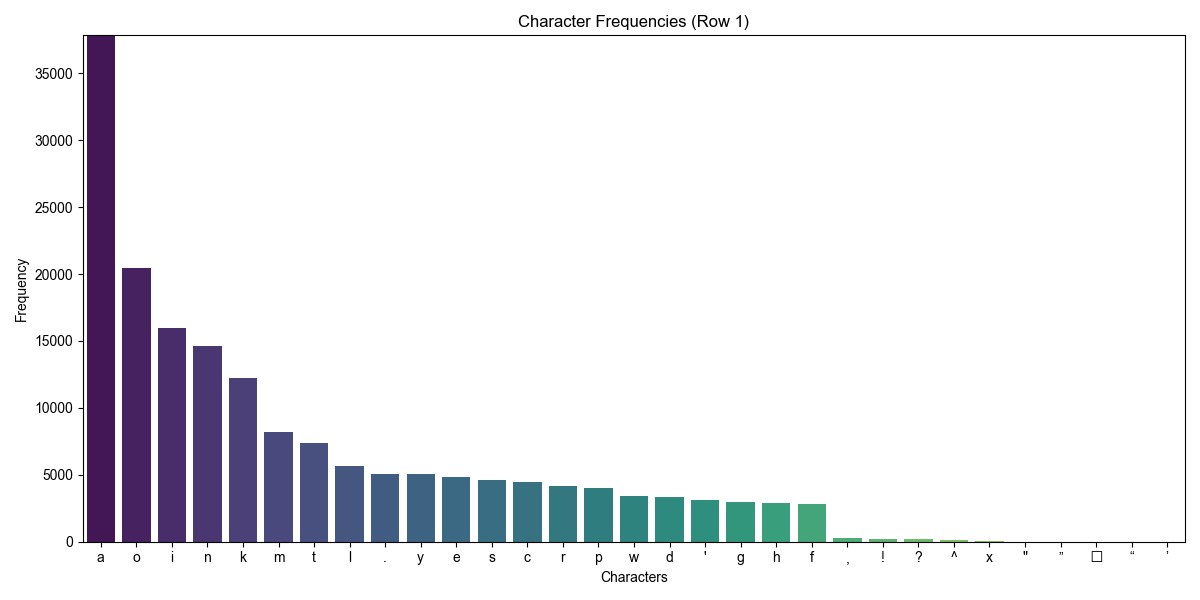 Character Frequencies (Row 1)
35000
30000
25000
20000
15000
10000
5000
0
Frequency
a o i n k m t l . y e s c r p w d ' g h f , ! ? ^ x " ” □ “ ’
Characters